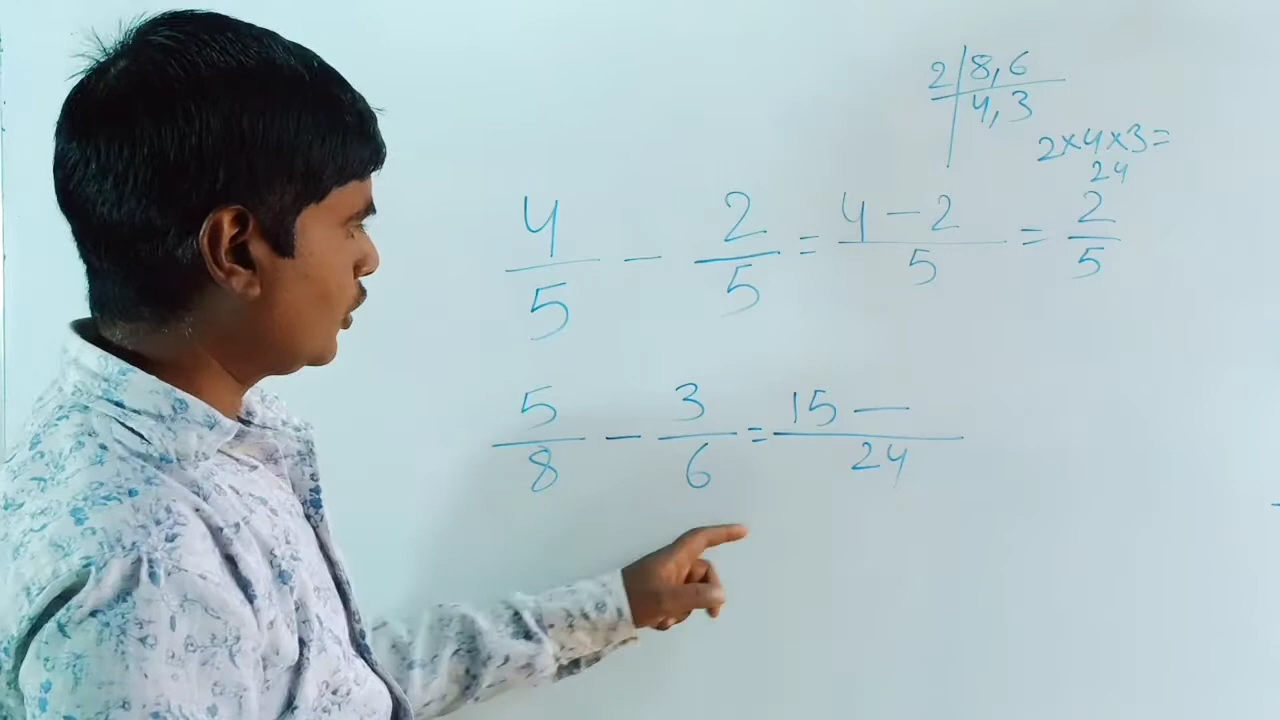 2 | 8, 6
4, 3
2×4×3=
24
4/5 − 2/5 = 4−2/5 = 2/5
5/8 − 3/6 = 15 −/24